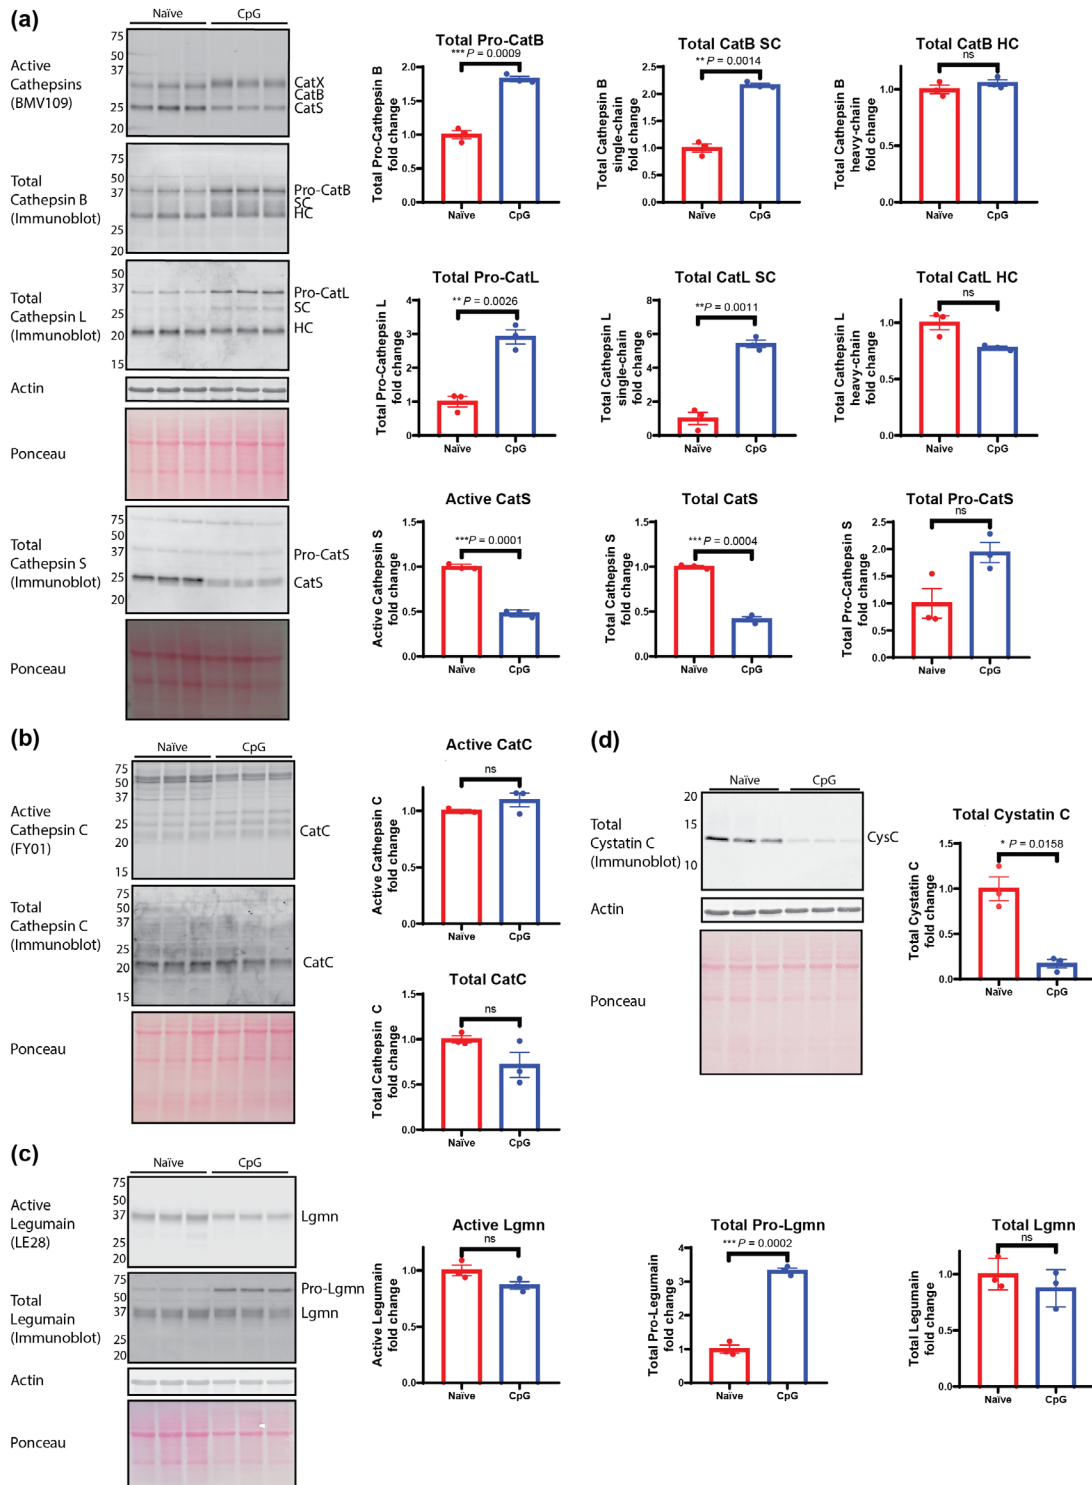 (a)
Naïve CpG
Active
Cathepsins
(BMV109)
75
50
37
25
20
CatX
CatB
CatS
Total
Cathepsin B
(Immunoblot)
50
37
25
20
Pro-CatB
SC
HC
Total
Cathepsin L
(Immunoblot)
50
37
25
20
15
Pro-CatL
SC
HC
Actin
Ponceau
Total
Cathepsin S
(Immunoblot)
75
50
37
25
20
Pro-CatS
CatS
Ponceau
Total Pro-CatB
*** P = 0.0009
Total Pro-Cathepsin B
fold change
2.0
1.5
1.0
0.5
0.0
Naïve CpG
Total CatB SC
** P = 0.0014
Total Cathepsin B
single-chain
fold change
2.5
2.0
1.5
1.0
0.5
0.0
Naïve CpG
Total CatB HC
ns
Total Cathepsin B
heavy-chain
fold change
1.5
1.0
0.5
0.0
Naïve CpG
Total Pro-CatL
** P = 0.0026
Total Pro-Cathepsin L
fold change
4
3
2
1
0
Naïve CpG
Total CatL SC
**P = 0.0011
Total Cathepsin L
single-chain
fold change
8
6
4
2
0
Naïve CpG
Total CatL HC
ns
Total Cathepsin L
heavy-chain
fold change
1.0
0.5
0.0
Naive CpG
Active CatS
***P = 0.0001
Active Cathepsin S
fold change
1.5
1.0
0.5
0.0
Naïve CpG
Total CatS
*** P = 0.0004
Total Cathepsin S
fold change
1.5
1.0
0.5
0.0
Naïve CpG
Total Pro-CatS
ns
Total Pro-Cathepsin S
fold change
2.5
2.0
1.5
1.0
0.5
0.0
Naive CpG
(b)
Naïve CpG
Active
Cathepsin C
(FY01)
75
50
37
25
20
15
CatC
Total
Cathepsin C
(Immunoblot)
75
50
37
25
20
15
CatC
Ponceau
Active CatC
ns
Active Cathepsin C
fold change
1.5
1.0
0.5
0.0
Naïve CpG
Total CatC
ns
Total Cathepsin C
fold change
1.5
1.0
0.5
0.0
Naïve CpG
(d)
Naïve CpG
Total
Cystatin C
(Immunoblot)
20
15
10
CysC
Actin
Ponceau
Total Cystatin C
* P = 0.0158
Total Cystatin C
fold change
1.5
1.0
0.5
0.0
Naïve CpG
(c)
Naïve CpG
Active
Legumain
(LE28)
75
50
37
25
20
Lgmn
Total
Legumain
(Immunoblot)
75
50
37
25
20
Pro-Lgmn
Lgmn
Actin
Ponceau
Active Lgmn
ns
Active Legumain
fold change
1.5
1.0
0.5
0.0
Naïve CpG
Total Pro-Lgmn
*** P = 0.0002
Total Pro-Legumain
fold change
4
3
2
1
0
Naïve CpG
Total Lgmn
ns
Total Legumain
fold change
1.0
0.5
0.0
Naïve CpG